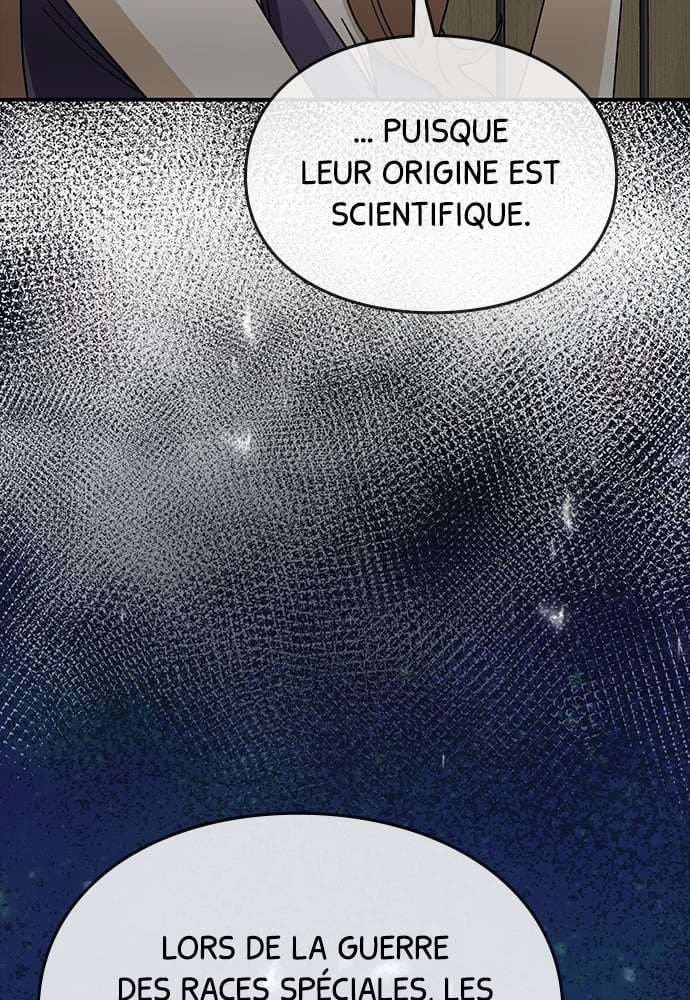 ... PUISQUE
LEUR ORIGINE EST
SCIENTIFIQUE.
LORS DE LA GUERRE
DES RACES SPÉCIALES, LES